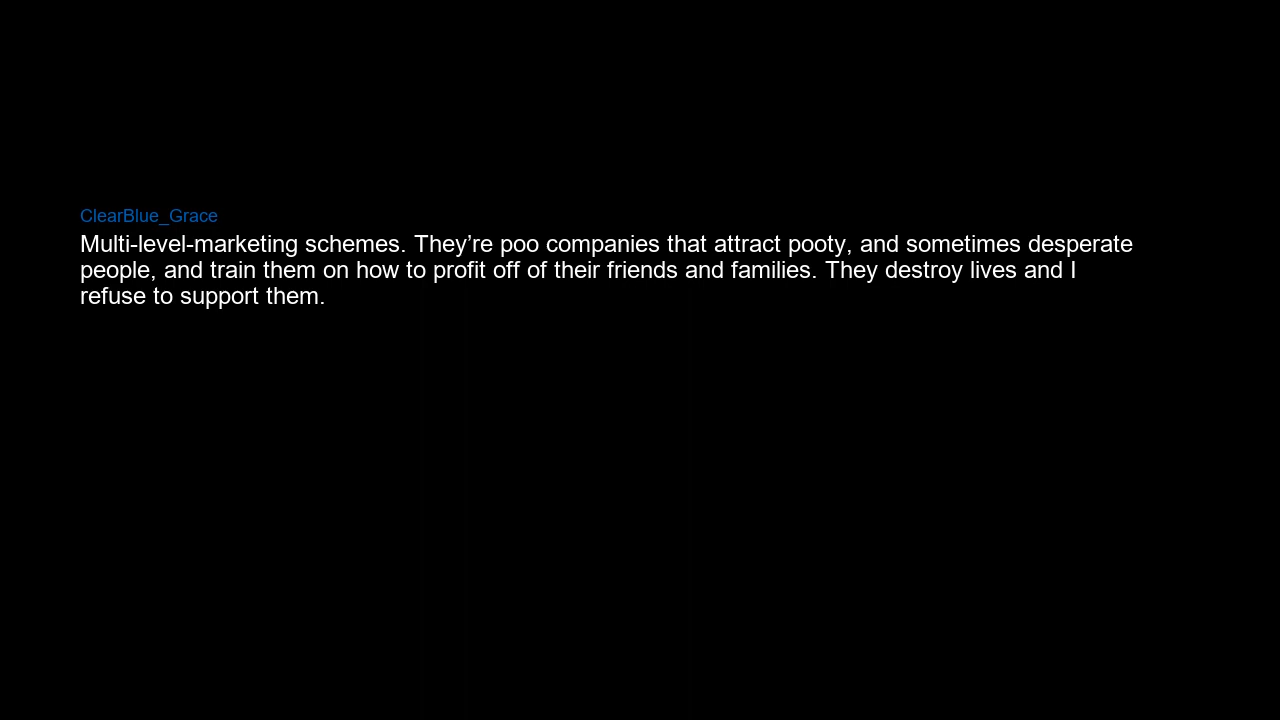 ClearBlue_Grace
Multi-level-marketing schemes. They’re poo companies that attract pooty, and sometimes desperate
people, and train them on how to profit off of their friends and families. They destroy lives and I
refuse to support them.